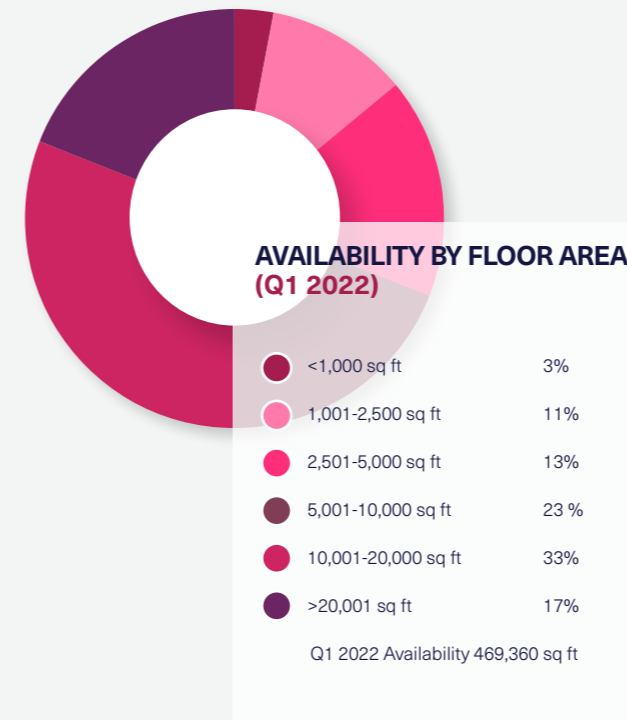 AVAILABILITY BY FLOOR AREA
(Q1 2022)
<1,000 sq ft 3%
1,001-2,500 sq ft 11%
2,501-5,000 sq ft 13%
5,001-10,000 sq ft 23 %
10,001-20,000 sq ft 33%
>20,001 sq ft 17%
Q1 2022 Availability 469,360 sq ft